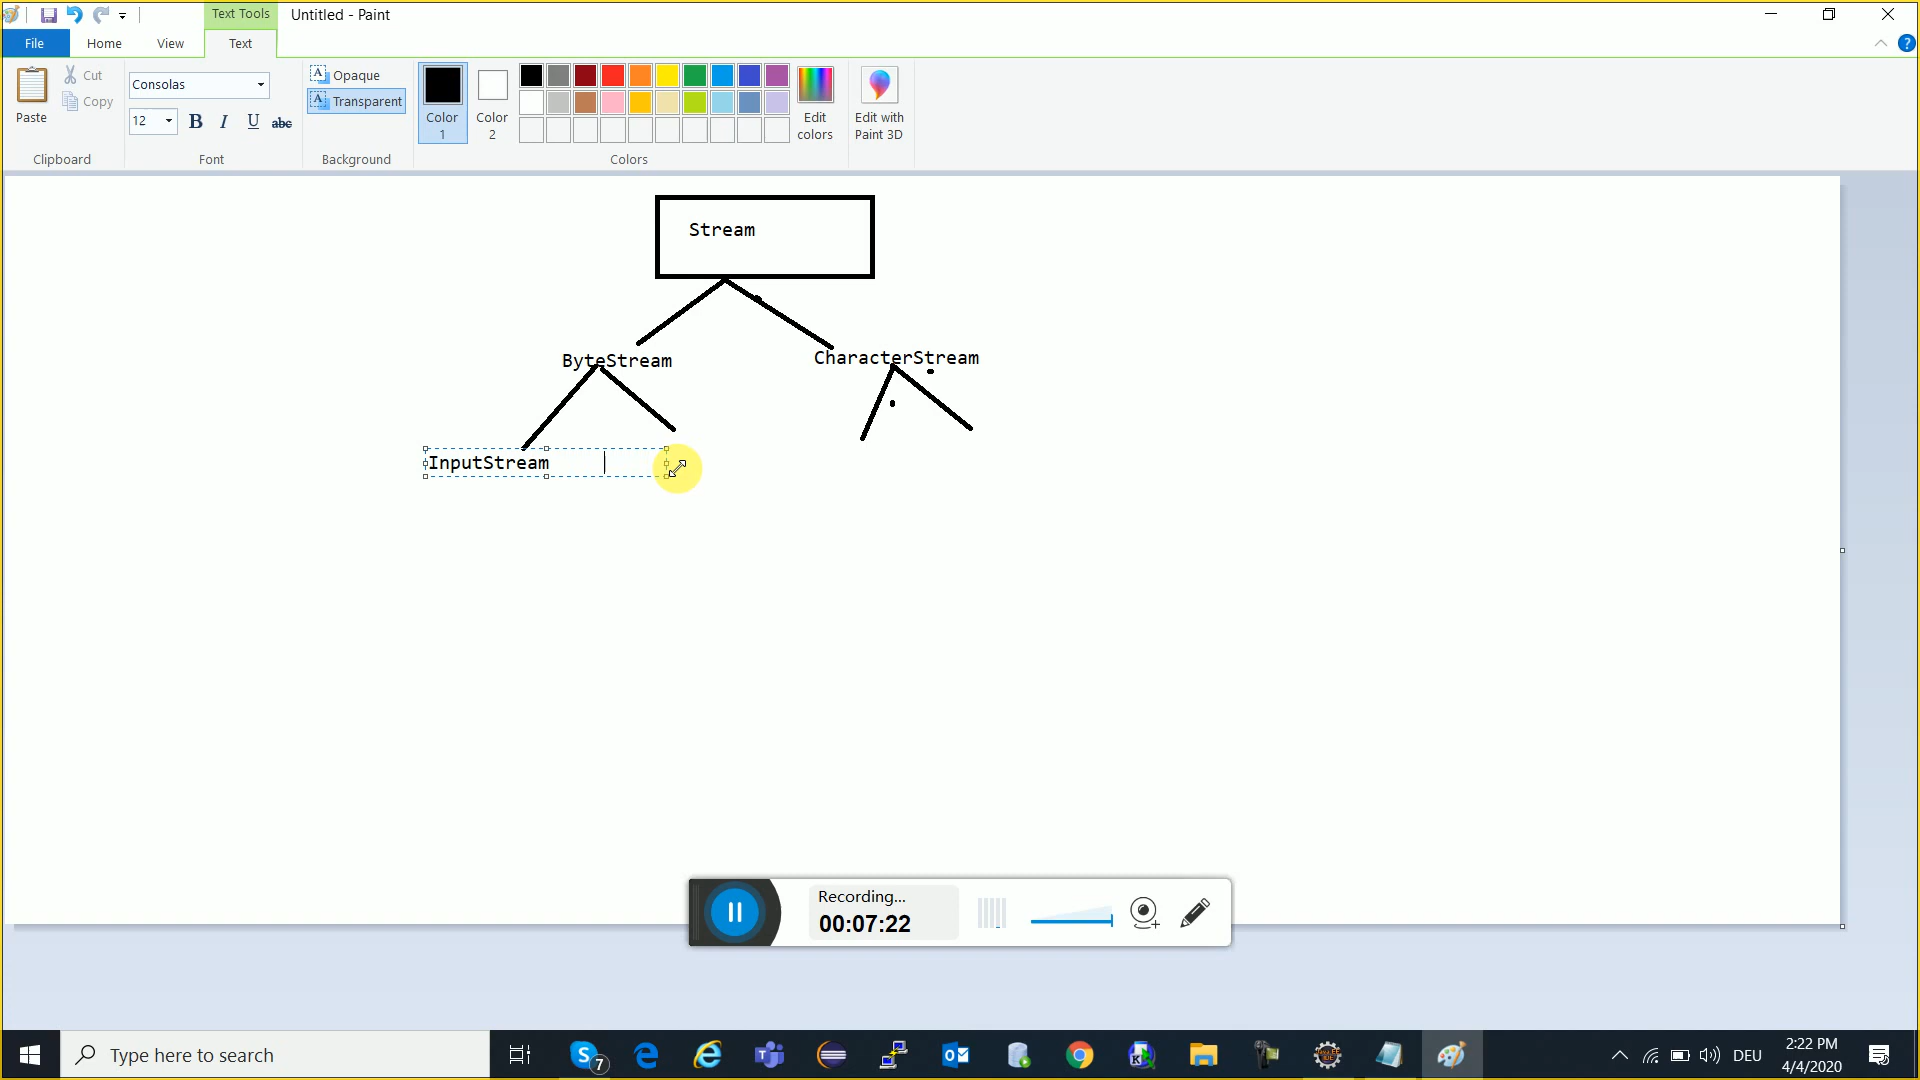 Text Tools
Untitled - Paint
File
Home
View
Text
Paste
Cut
Copy
Clipboard
Consolas
12
B I U abc
Font
Opaque
Transparent
Background
Color 1
Color 2
Edit colors
Colors
Edit with Paint 3D
Stream
ByteStream
CharacterStream
InputStream
Recording...
00:07:22
Type here to search
7
DEU
2:22 PM
4/4/2020